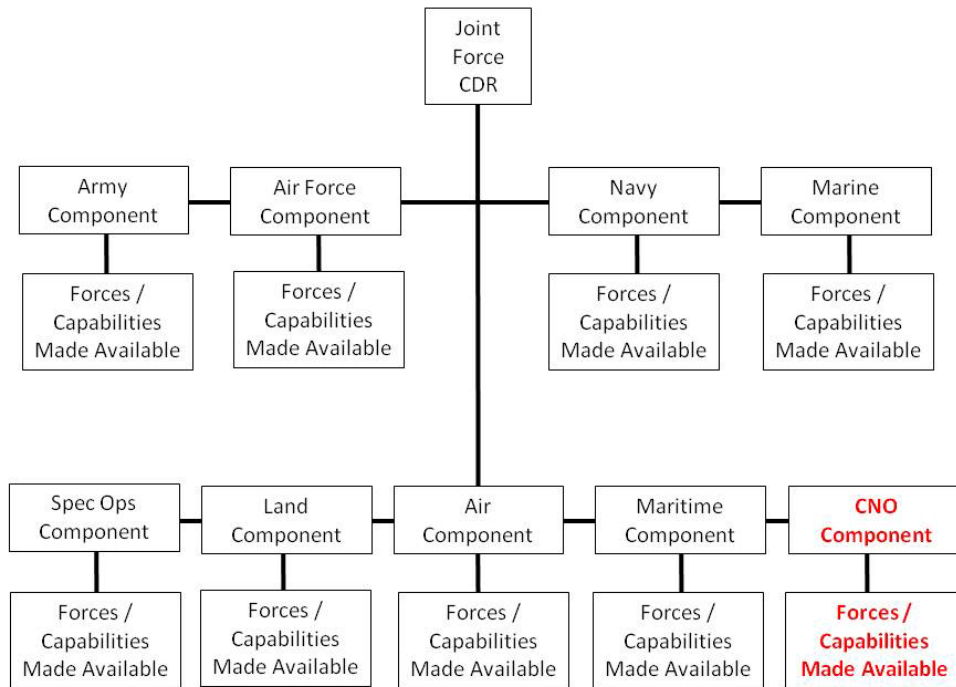 Joint
Force
CDR
Army
Component
Air Force
Component
Navy
Component
Marine
Component
Forces /
Capabilities
Made Available
Forces /
Capabilities
Made Available
Forces /
Capabilities
Made Available
Forces /
Capabilities
Made Available
Spec Ops
Component
Land
Component
Air
Component
Maritime
Component
CNO
Component
Forces /
Capabilities
Made Available
Forces /
Capabilities
Made Available
Forces /
Capabilities
Made Available
Forces /
Capabilities
Made Available
Forces /
Capabilities
Made Available